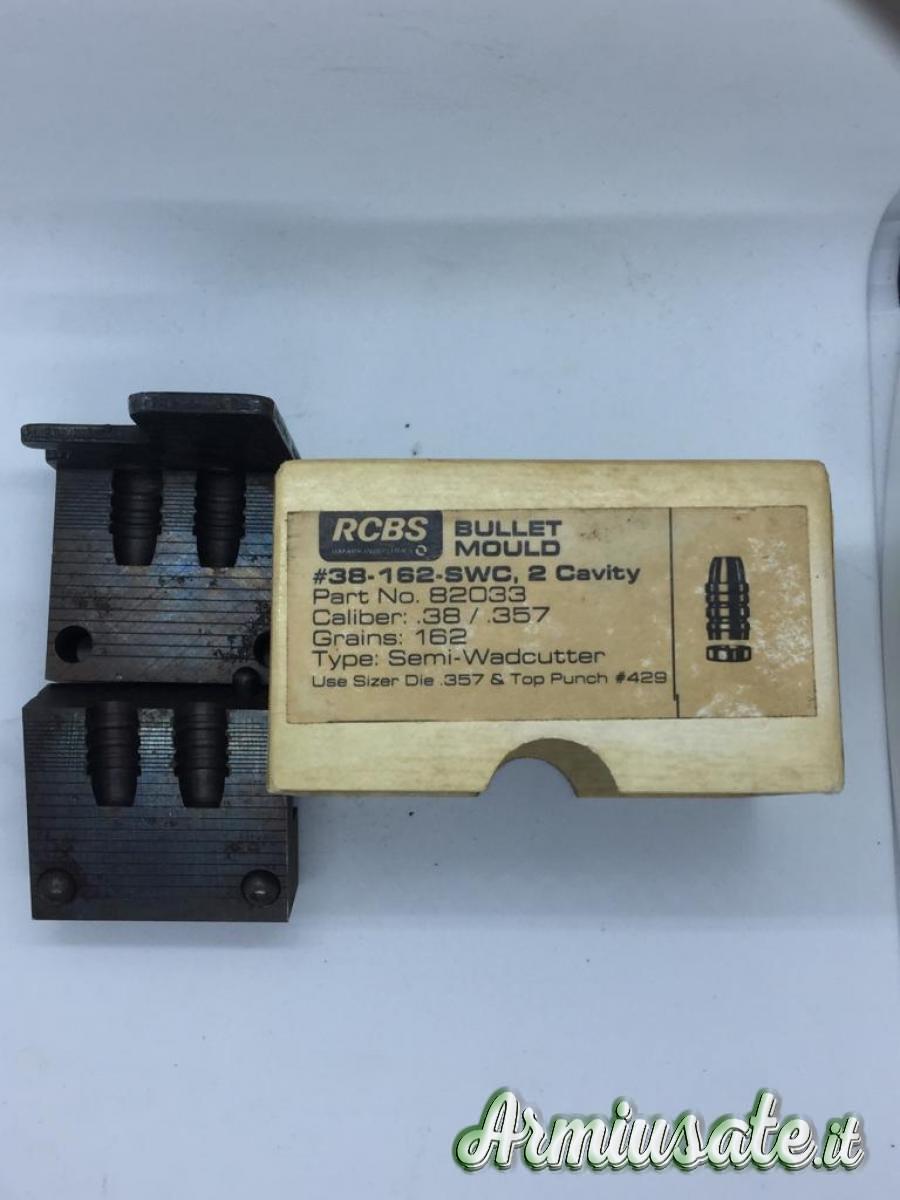 RCBS
BULLET
MOULD
#38-162-SWC, 2 Cavity
Part No. 82033
Caliber: .38 / .357
Grains: 162
Type: Semi-Wadcutter
Use Sizer Die .357 & Top Punch #429
Armiusate.it